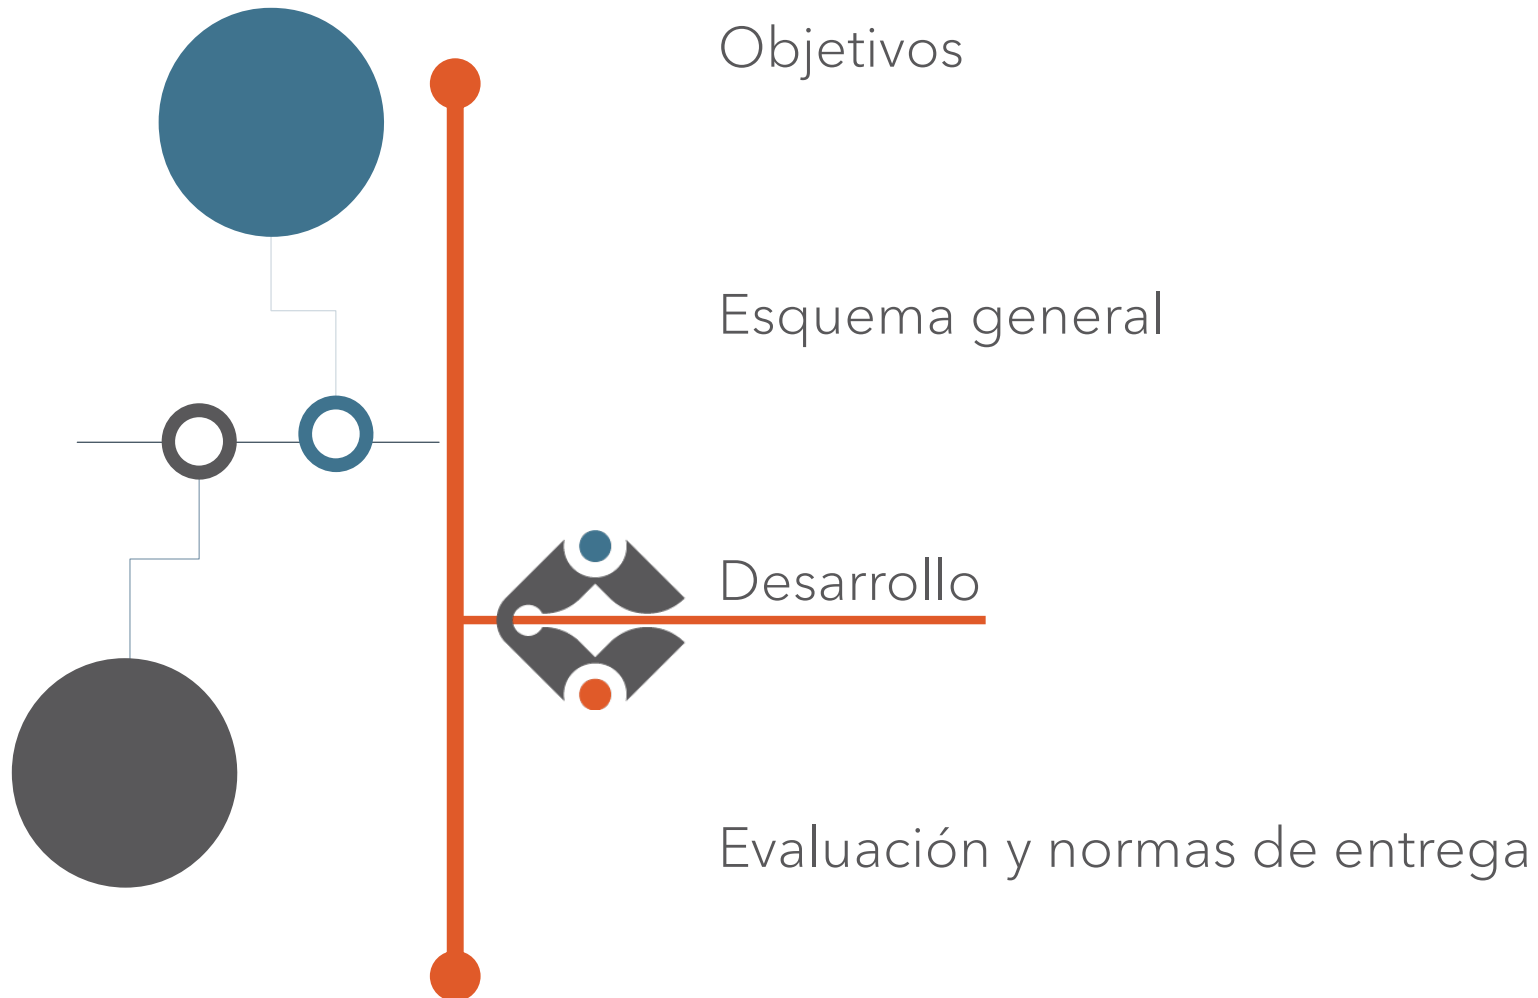 Objetivos
Esquema general
Desarrollo
Evaluación y normas de entrega